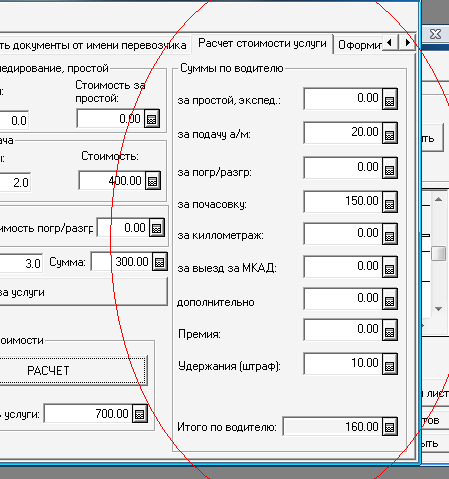 ть документы от имени перевозчика Расчет стоимости услуги Оформи
педирование, простой
Стоимость за
простой:
0.0 0.00
ача
Стоимость:
2.0 400.00
имость погр/разгр 0.00
3.0 Сумма: 300.00
за услуги
тоимости
РАСЧЕТ
ь услуги: 700.00
Суммы по водителю
за простой, экспед.: 0.00
за подачу а/м: 20.00
за погр/разгр: 0.00
за почасовку: 150.00
за киллометраж: 0.00
за выезд за МКАД: 0.00
дополнительно 0.00
Премия: 0.00
Удержания (штраф): 10.00
Итого по водителю: 160.00
ть
лист
тов
ыть